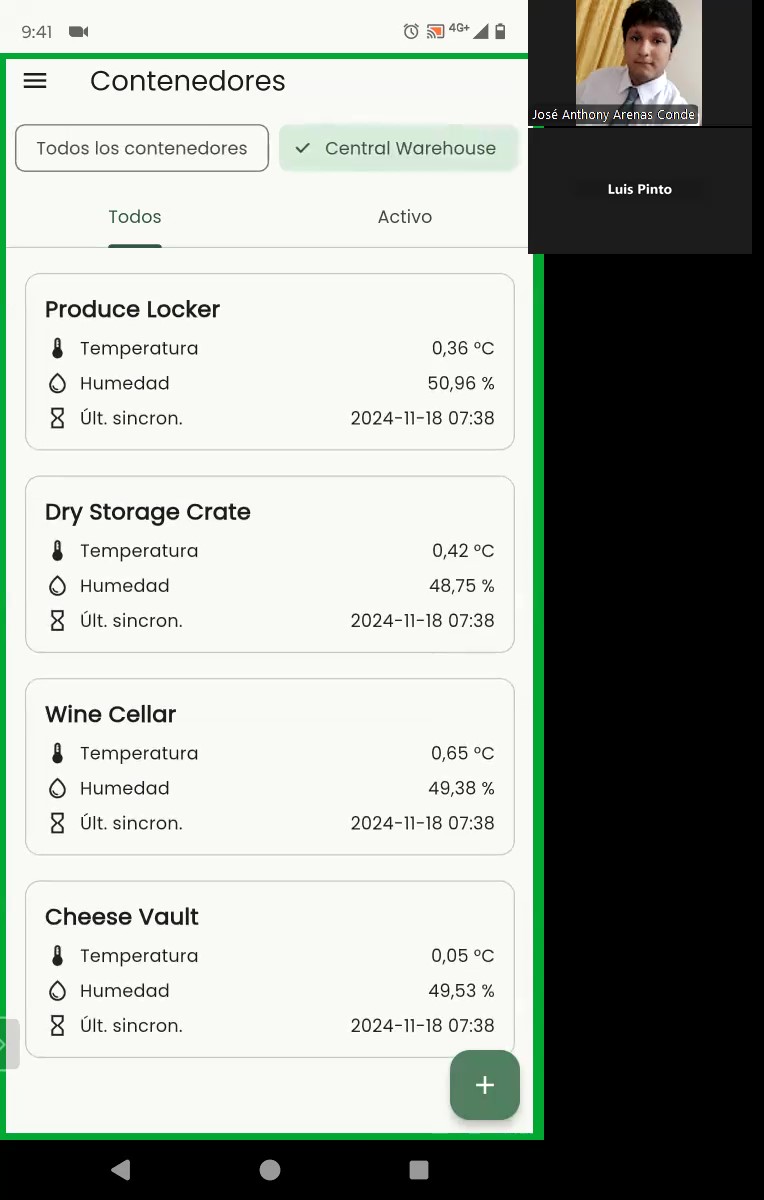 9:41
4G+
Contenedores
Todos los contenedores
Central Warehouse
Todos
Activo
Produce Locker
Temperatura 0,36 ºC
Humedad 50,96 %
Últ. sincron. 2024-11-18 07:38
Dry Storage Crate
Temperatura 0,42 ºC
Humedad 48,75 %
Últ. sincron. 2024-11-18 07:38
Wine Cellar
Temperatura 0,65 ºC
Humedad 49,38 %
Últ. sincron. 2024-11-18 07:38
Cheese Vault
Temperatura 0,05 ºC
Humedad 49,53 %
Últ. sincron. 2024-11-18 07:38
José Anthony Arenas Conde
Luis Pinto